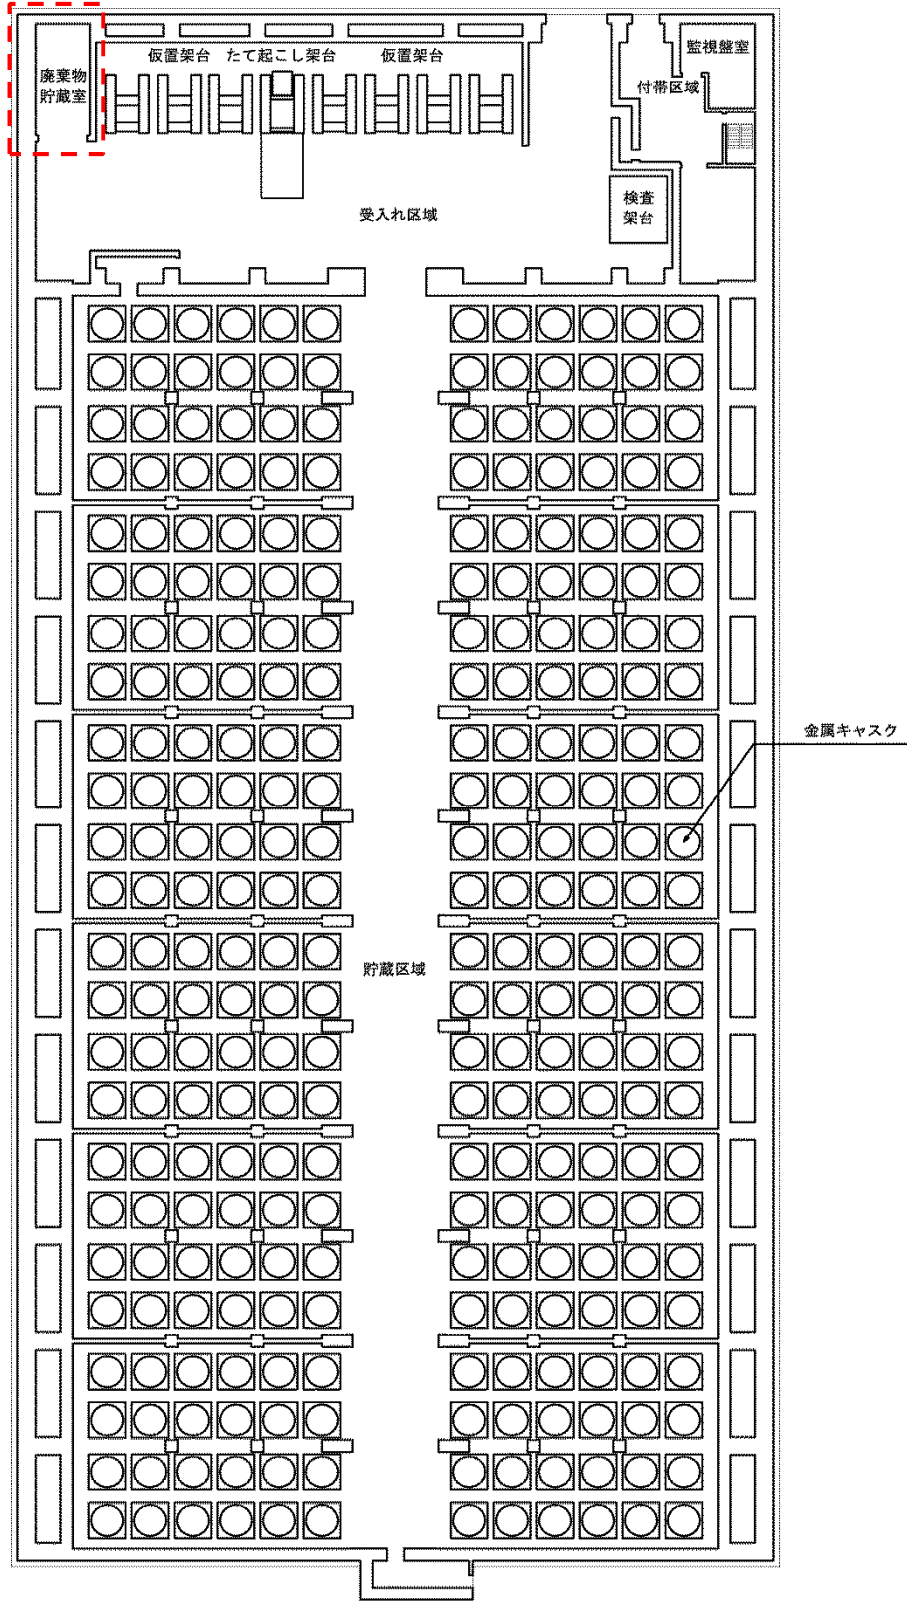 仮置架台
たて起こし架台
仮置架台
監視盤室
廃棄物
貯蔵室
付帯区域
検査
架台
受入れ区域
金属キャスク
貯蔵区域